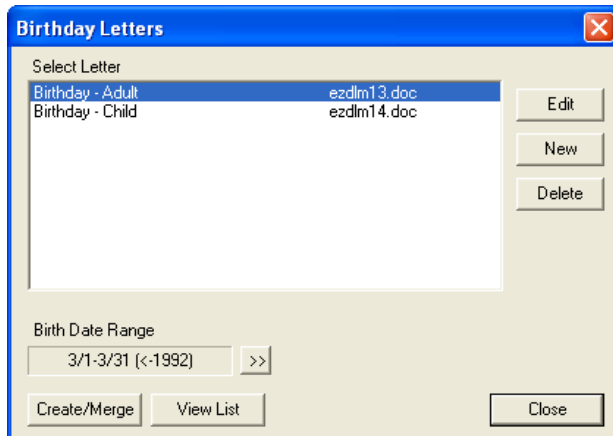 Birthday Letters
Select Letter
Birthday - Adult ezdlm13.doc
Birthday - Child ezdlm14.doc
Edit
New
Delete
Birth Date Range
3/1-3/31 (<-1992) >>
Create/Merge View List Close